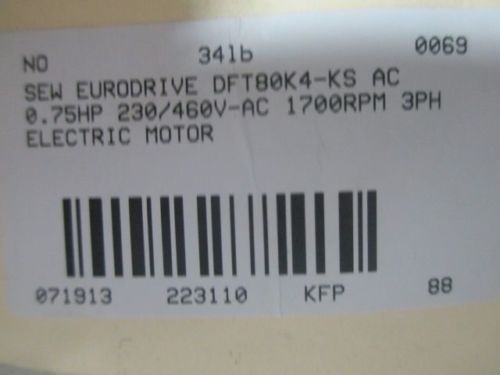 NO 341b 0069
SEW EURODRIVE DFT80K4-KS AC
0.75HP 230/460V-AC 1700RPM 3PH
ELECTRIC MOTOR
071913 223110 KFP 88